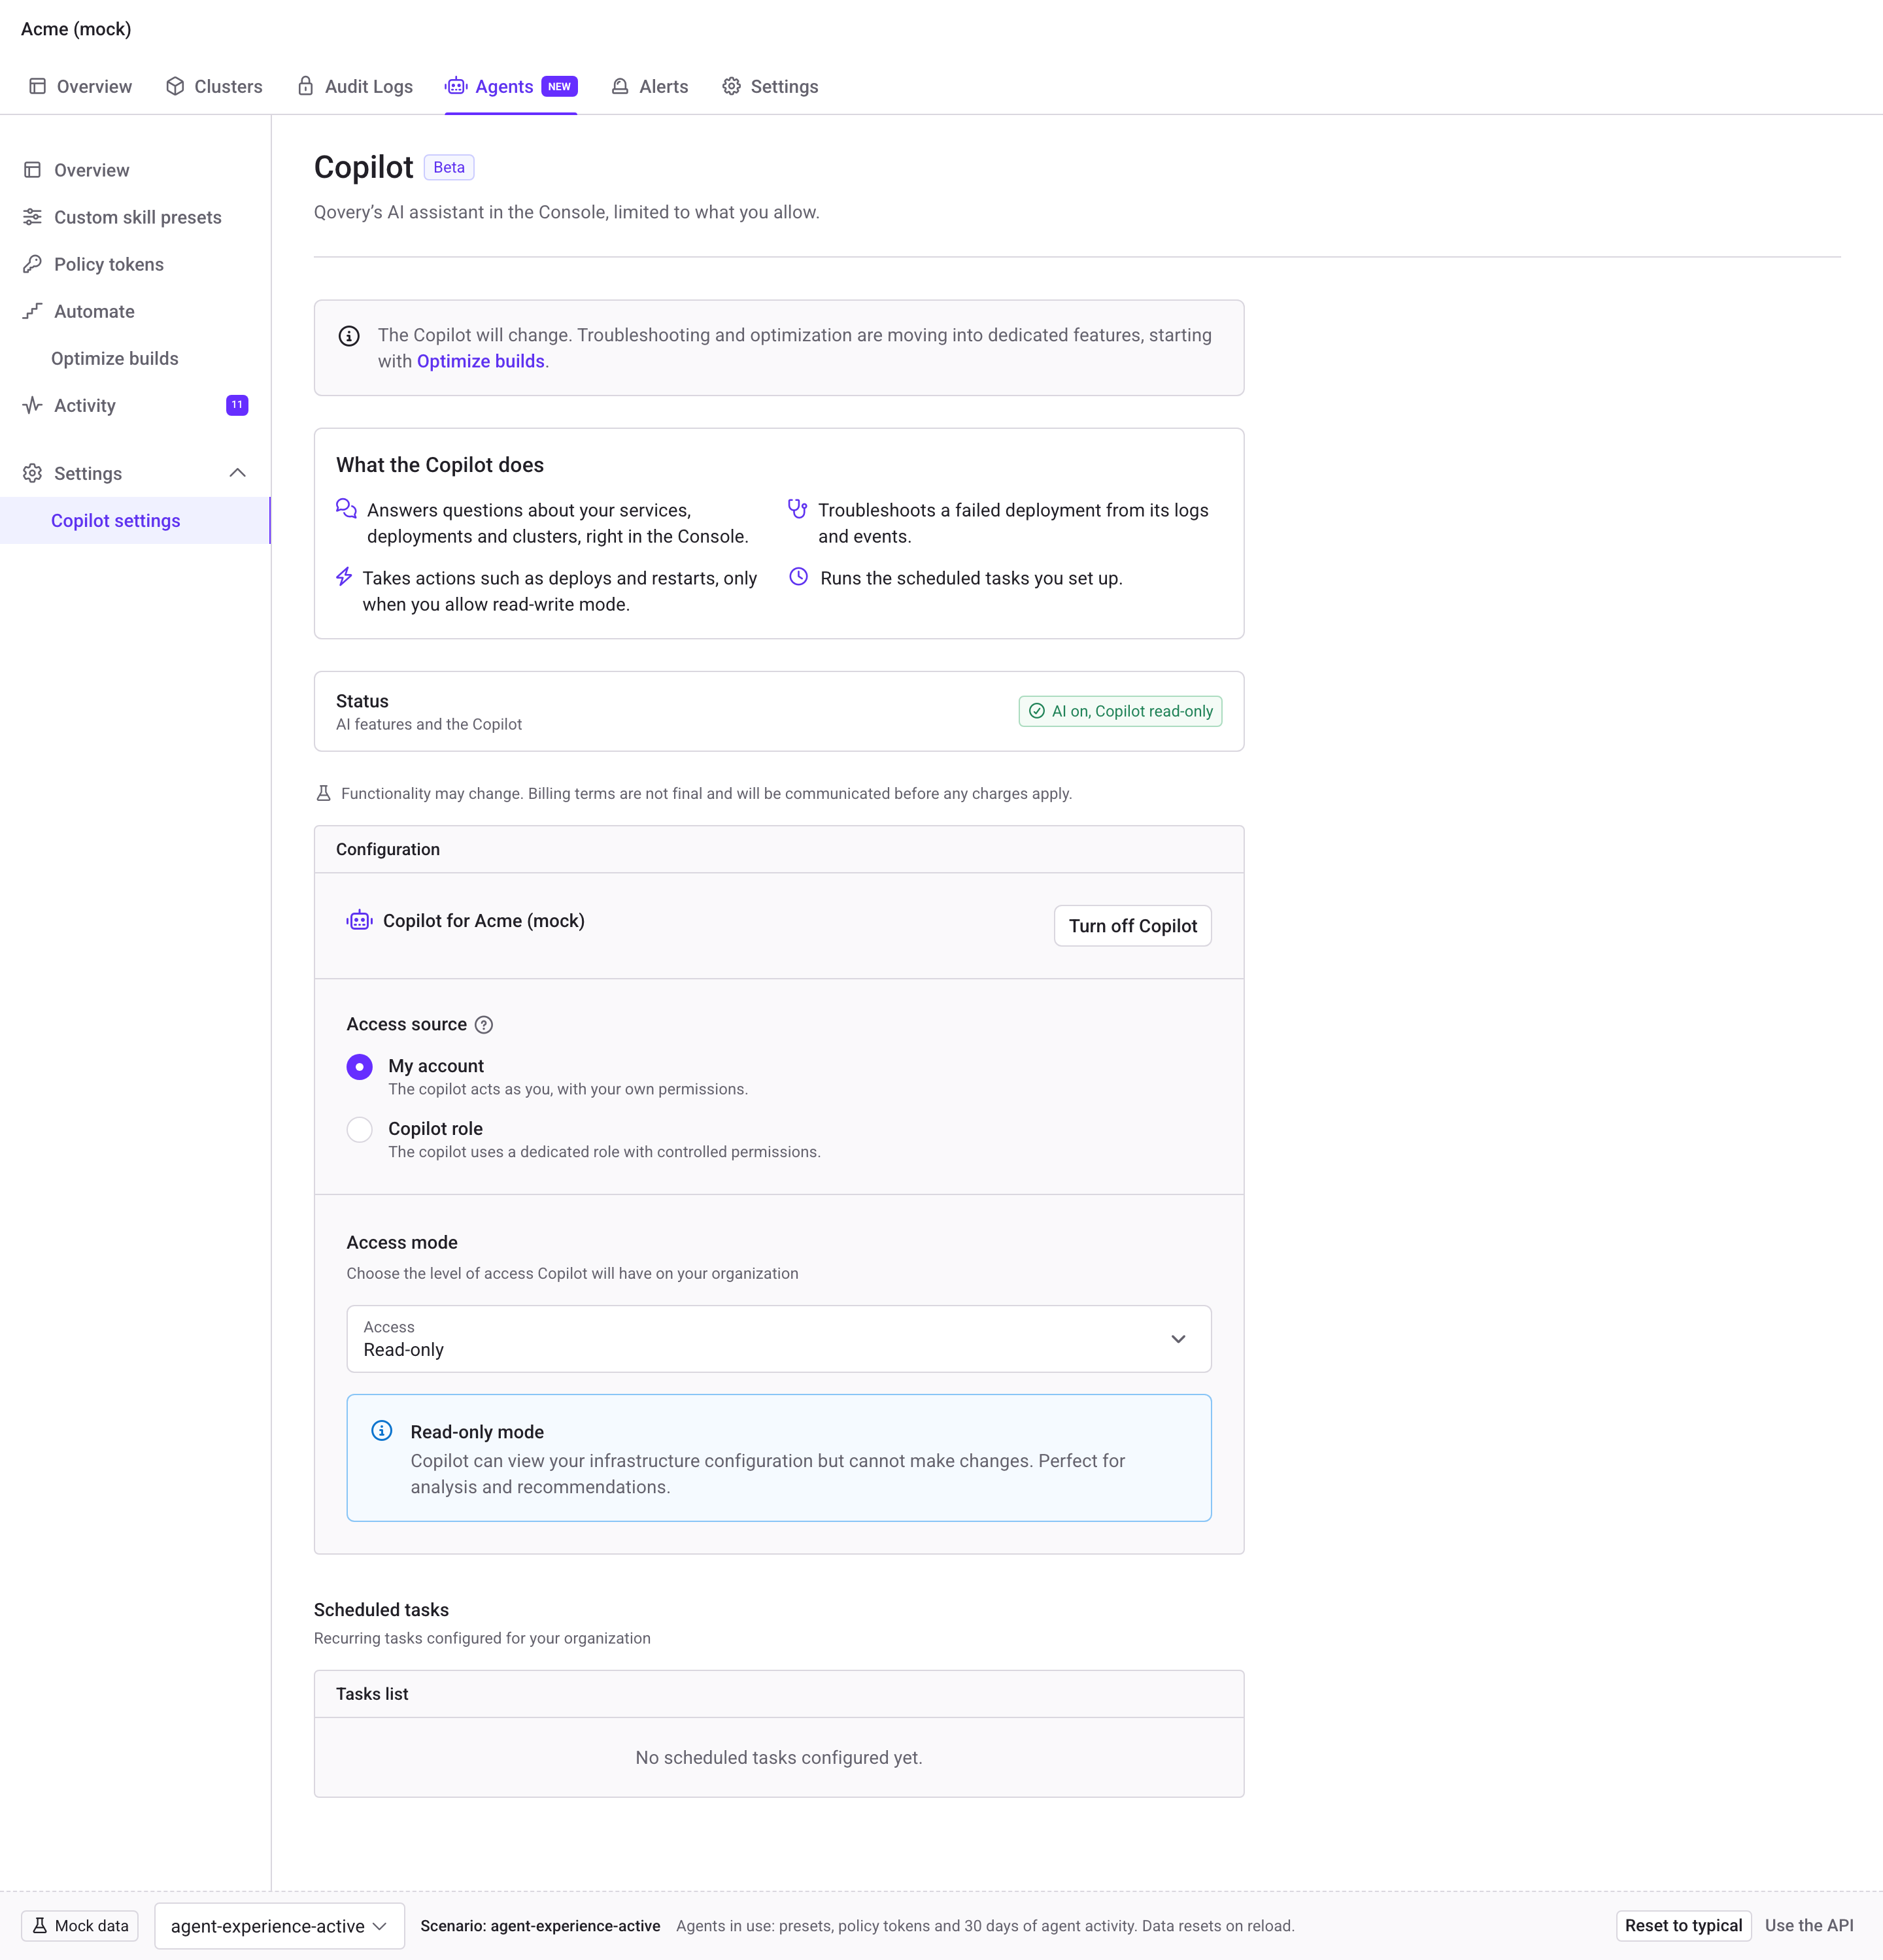 Acme (mock)
Overview
Clusters
Audit Logs
Agents NEW
Alerts
Settings
Overview
Custom skill presets
Policy tokens
Automate
Optimize builds
Activity 11
Settings
Copilot settings
Copilot Beta
Qovery’s AI assistant in the Console, limited to what you allow.
The Copilot will change. Troubleshooting and optimization are moving into dedicated features, starting
with Optimize builds.
What the Copilot does
Answers questions about your services,
deployments and clusters, right in the Console.
Troubleshoots a failed deployment from its logs
and events.
Takes actions such as deploys and restarts, only
when you allow read-write mode.
Runs the scheduled tasks you set up.
Status
AI features and the Copilot
AI on, Copilot read-only
Functionality may change. Billing terms are not final and will be communicated before any charges apply.
Configuration
Copilot for Acme (mock)
Turn off Copilot
Access source
My account
The copilot acts as you, with your own permissions.
Copilot role
The copilot uses a dedicated role with controlled permissions.
Access mode
Choose the level of access Copilot will have on your organization
Access
Read-only
Read-only mode
Copilot can view your infrastructure configuration but cannot make changes. Perfect for
analysis and recommendations.
Scheduled tasks
Recurring tasks configured for your organization
Tasks list
No scheduled tasks configured yet.
Mock data
agent-experience-active
Scenario: agent-experience-active
Agents in use: presets, policy tokens and 30 days of agent activity. Data resets on reload.
Reset to typical
Use the API